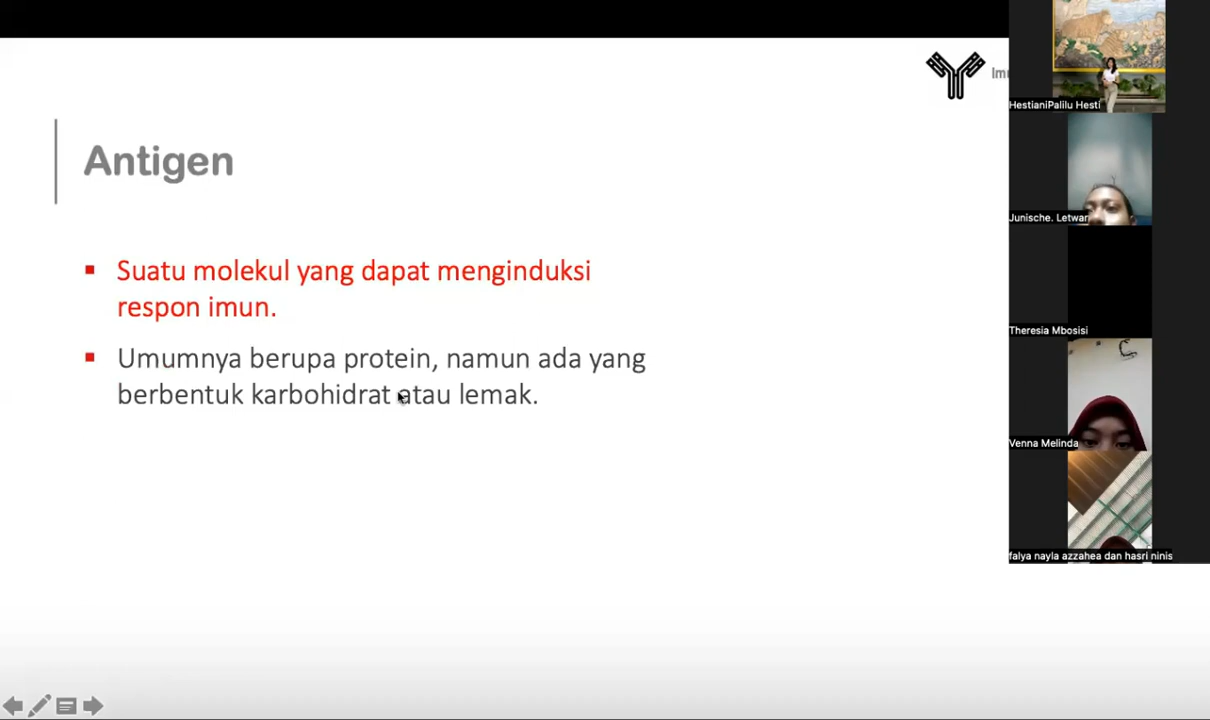 Antigen
Suatu molekul yang dapat menginduksi
respon imun.
Umumnya berupa protein, namun ada yang
berbentuk karbohidrat atau lemak.
HestianiPalilu Hesti
Junische. Letwar
Theresia Mbosisi
Venna Melinda
falya nayla azzahea dan hasri ninis